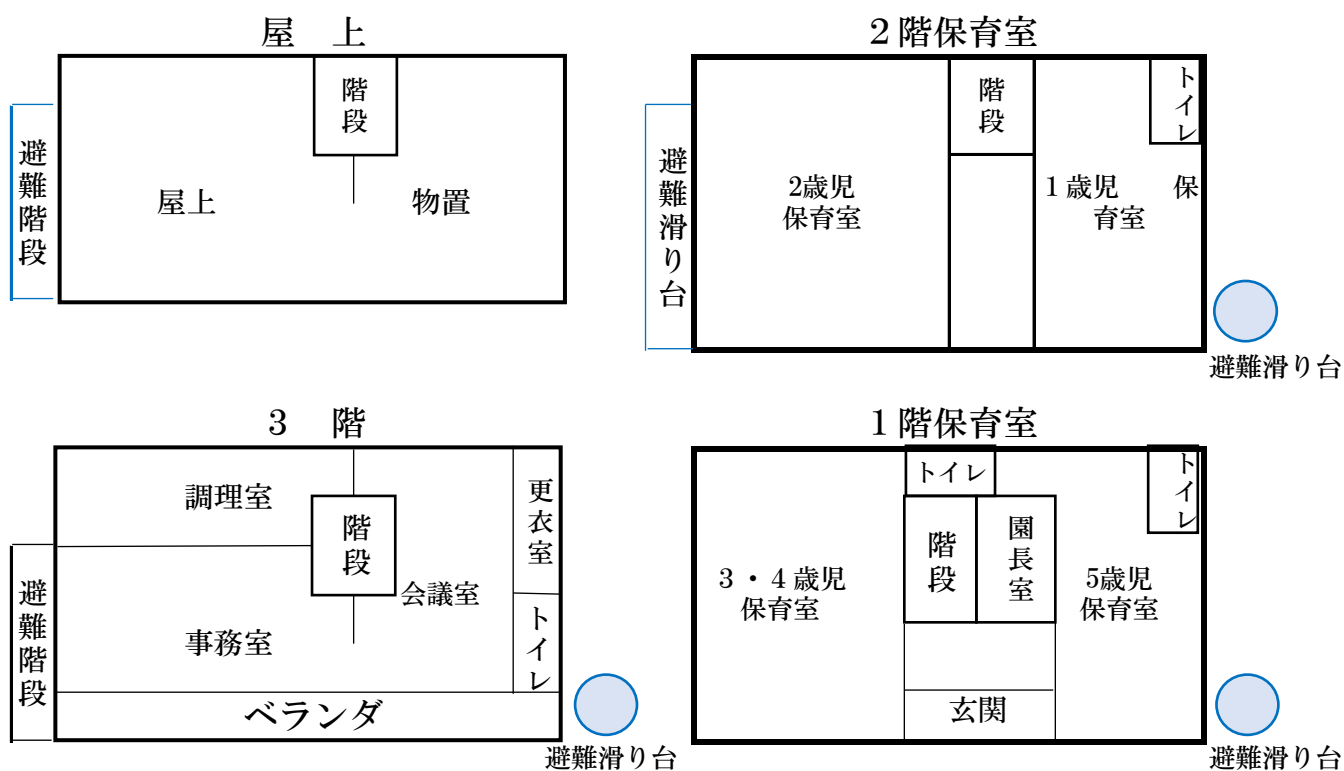 屋 上
階段
避難階段
屋上
物置
2階保育室
階段
トイレ
避難滑り台
2歳児
保育室
1歳児 保
育室
避難滑り台
3 階
調理室
階段
更衣室
会議室
避難階段
事務室
トイレ
ベランダ
避難滑り台
1階保育室
トイレ
トイレ
階段
園長室
3・4歳児
保育室
5歳児
保育室
玄関
避難滑り台